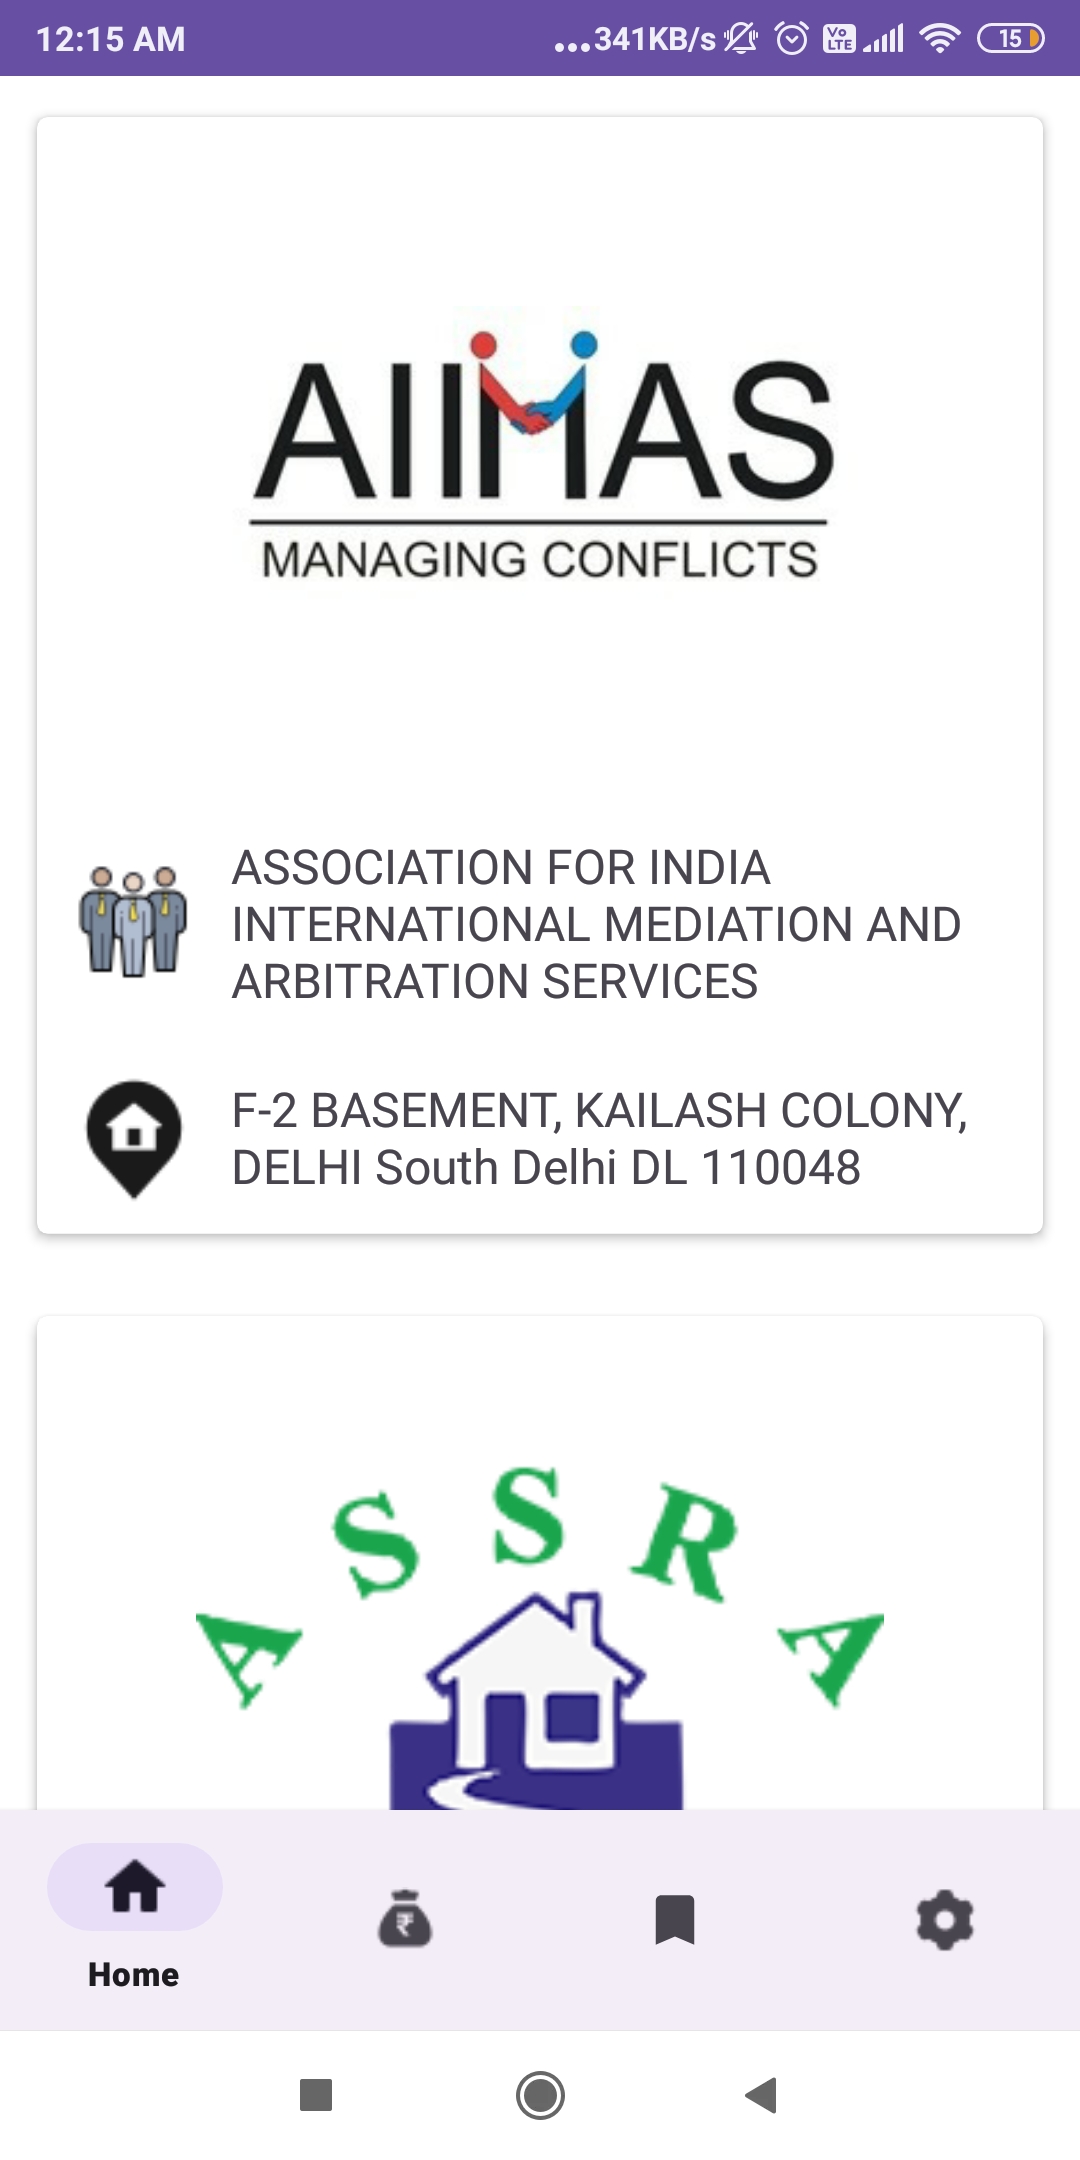 12:15 AM
...341KB/s
Vo
LTE
15
AIIMAS
MANAGING CONFLICTS
ASSOCIATION FOR INDIA
INTERNATIONAL MEDIATION AND
ARBITRATION SERVICES
F-2 BASEMENT, KAILASH COLONY,
DELHI South Delhi DL 110048
ASSRA
₹
Home